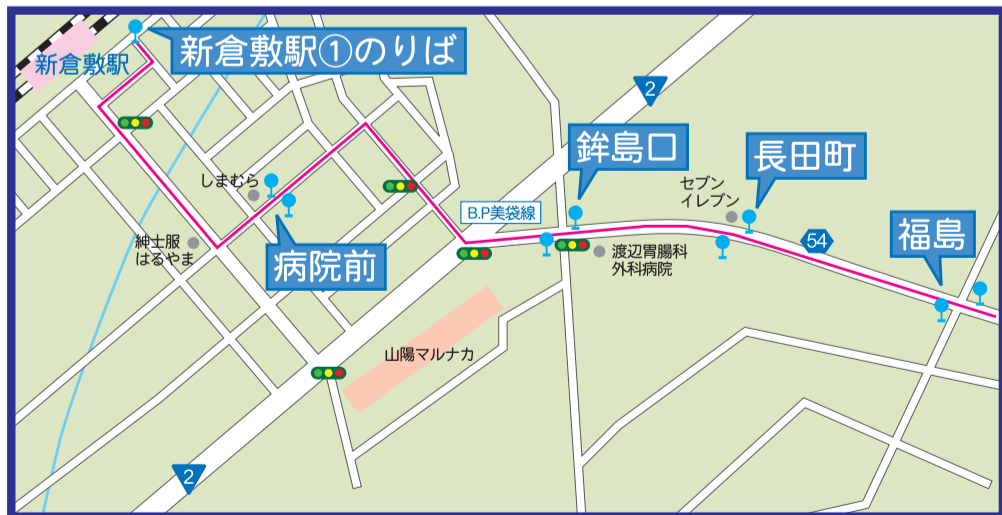 新倉敷駅①のりば
新倉敷駅
2
鉾島口
長田町
セブン
イレブン
しまむら
B.P美袋線
54
福島
紳士服
はるやま
病院前
渡辺胃腸科
外科病院
山陽マルナカ
2